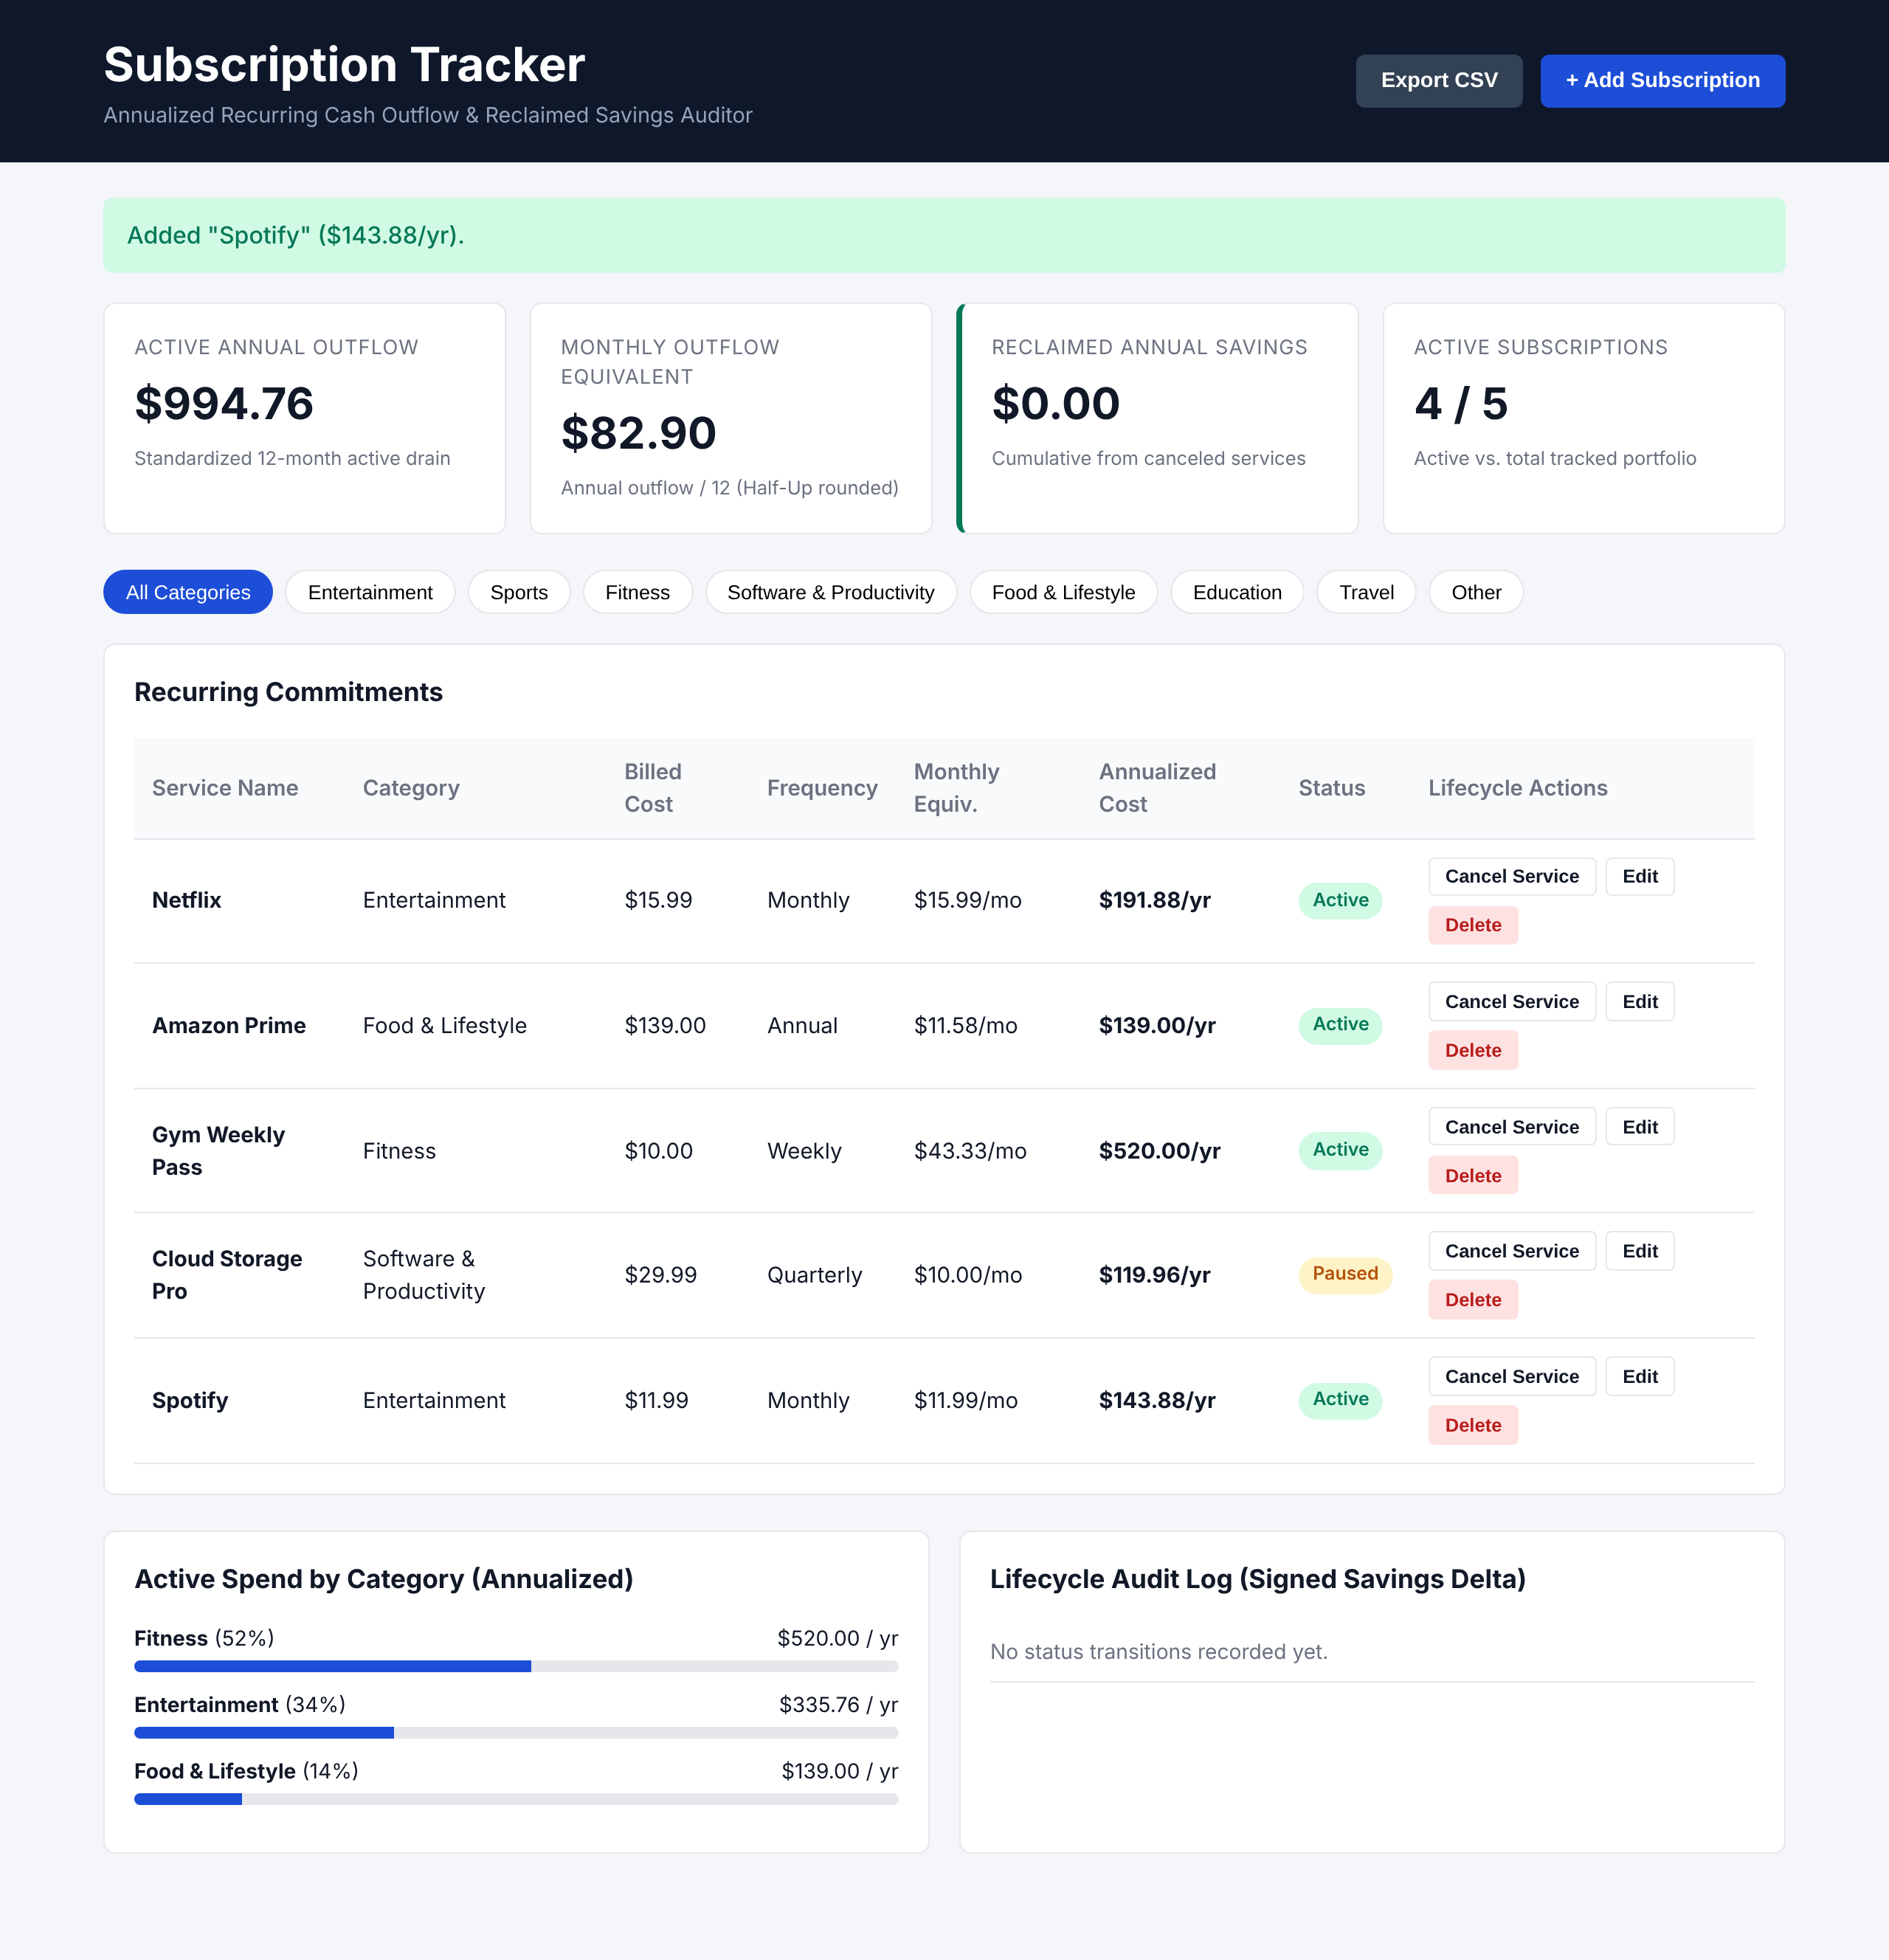 Subscription Tracker
Annualized Recurring Cash Outflow & Reclaimed Savings Auditor
Export CSV
+ Add Subscription
Added "Spotify" ($143.88/yr).
ACTIVE ANNUAL OUTFLOW
$994.76
Standardized 12-month active drain
MONTHLY OUTFLOW
EQUIVALENT
$82.90
Annual outflow / 12 (Half-Up rounded)
RECLAIMED ANNUAL SAVINGS
$0.00
Cumulative from canceled services
ACTIVE SUBSCRIPTIONS
4 / 5
Active vs. total tracked portfolio
All Categories
Entertainment
Sports
Fitness
Software & Productivity
Food & Lifestyle
Education
Travel
Other
Recurring Commitments
Service Name
Category
Billed
Cost
Frequency
Monthly
Equiv.
Annualized
Cost
Status
Lifecycle Actions
Netflix
Entertainment
$15.99
Monthly
$15.99/mo
$191.88/yr
Active
Cancel Service
Edit
Delete
Amazon Prime
Food & Lifestyle
$139.00
Annual
$11.58/mo
$139.00/yr
Active
Cancel Service
Edit
Delete
Gym Weekly
Pass
Fitness
$10.00
Weekly
$43.33/mo
$520.00/yr
Active
Cancel Service
Edit
Delete
Cloud Storage
Pro
Software &
Productivity
$29.99
Quarterly
$10.00/mo
$119.96/yr
Paused
Cancel Service
Edit
Delete
Spotify
Entertainment
$11.99
Monthly
$11.99/mo
$143.88/yr
Active
Cancel Service
Edit
Delete
Active Spend by Category (Annualized)
Fitness (52%)
$520.00 / yr
Entertainment (34%)
$335.76 / yr
Food & Lifestyle (14%)
$139.00 / yr
Lifecycle Audit Log (Signed Savings Delta)
No status transitions recorded yet.